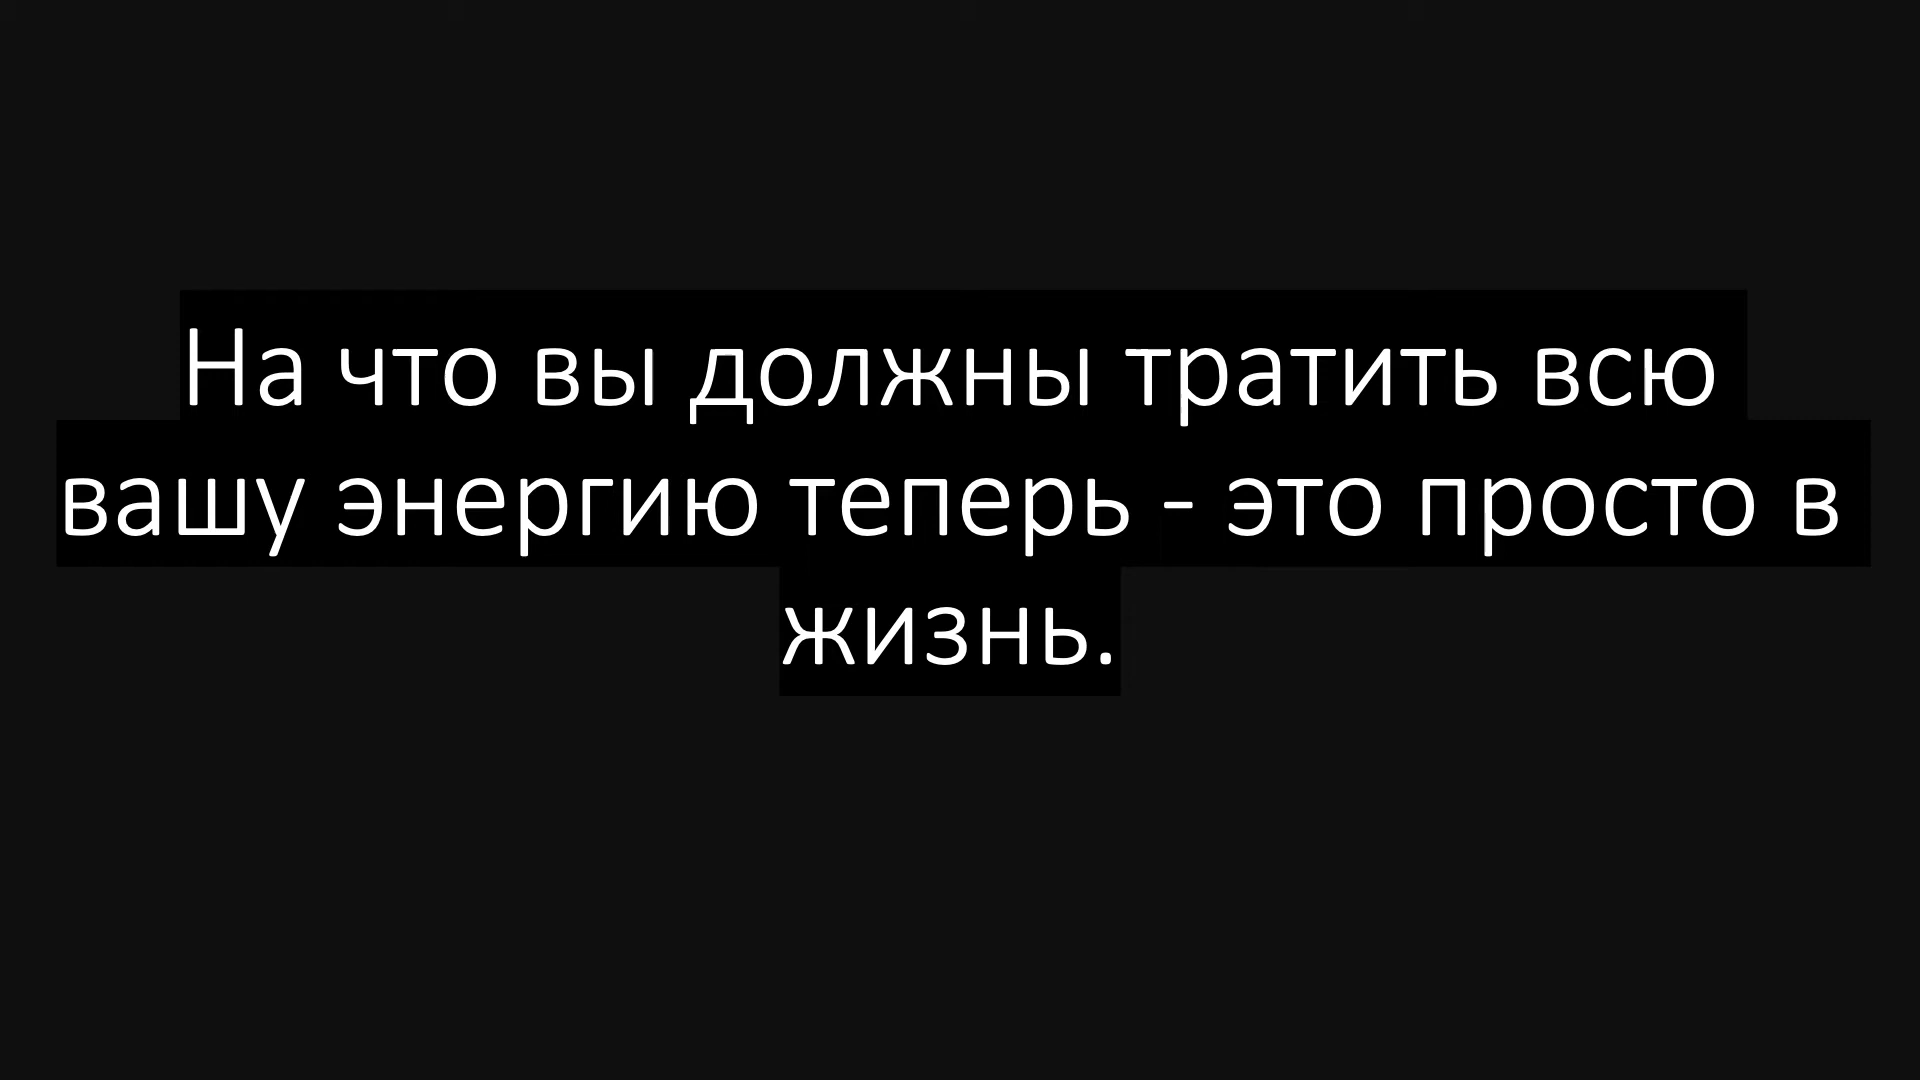 На что вы должны тратить всю
вашу энергию теперь - это просто в
жизнь.